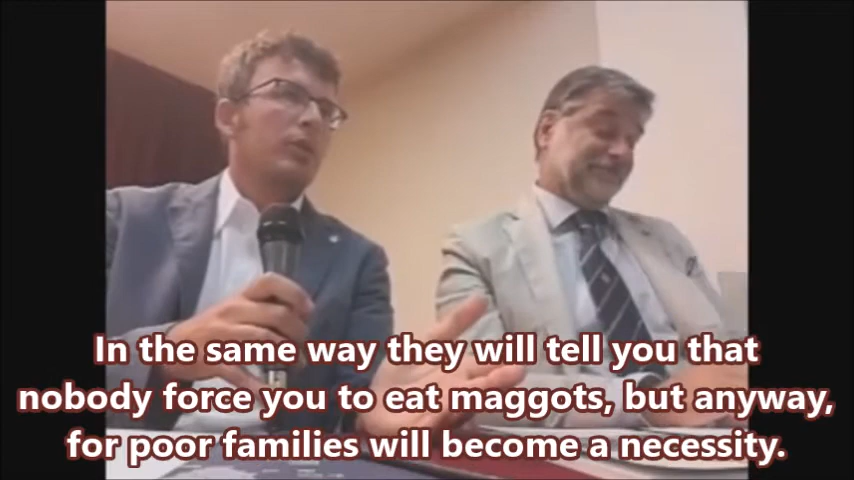 In the same way they will tell you that
nobody force you to eat maggots, but anyway,
for poor families will become a necessity.